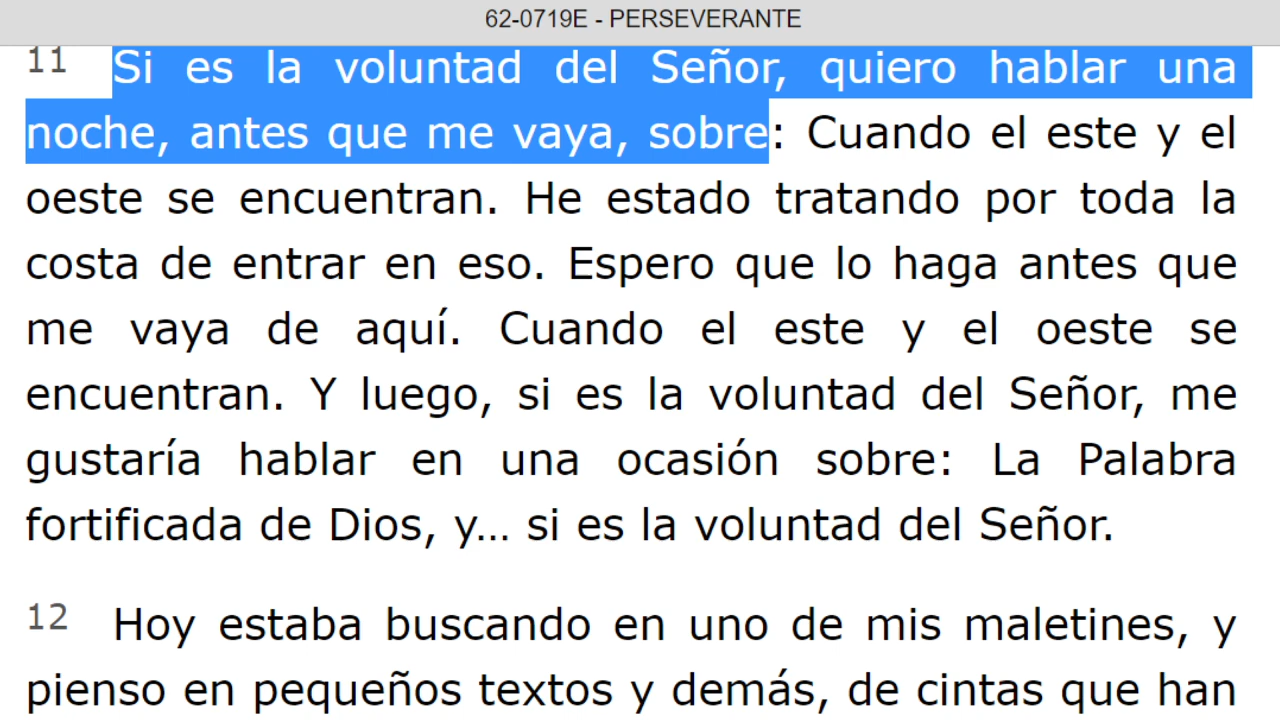 62-0719E - PERSEVERANTE
11 Si es la voluntad del Señor, quiero hablar una
noche, antes que me vaya, sobre: Cuando el este y el
oeste se encuentran. He estado tratando por toda la
costa de entrar en eso. Espero que lo haga antes que
me vaya de aquí. Cuando el este y el oeste se
encuentran. Y luego, si es la voluntad del Señor, me
gustaría hablar en una ocasión sobre: La Palabra
fortificada de Dios, y… si es la voluntad del Señor.
12 Hoy estaba buscando en uno de mis maletines, y
pienso en pequeños textos y demás, de cintas que han